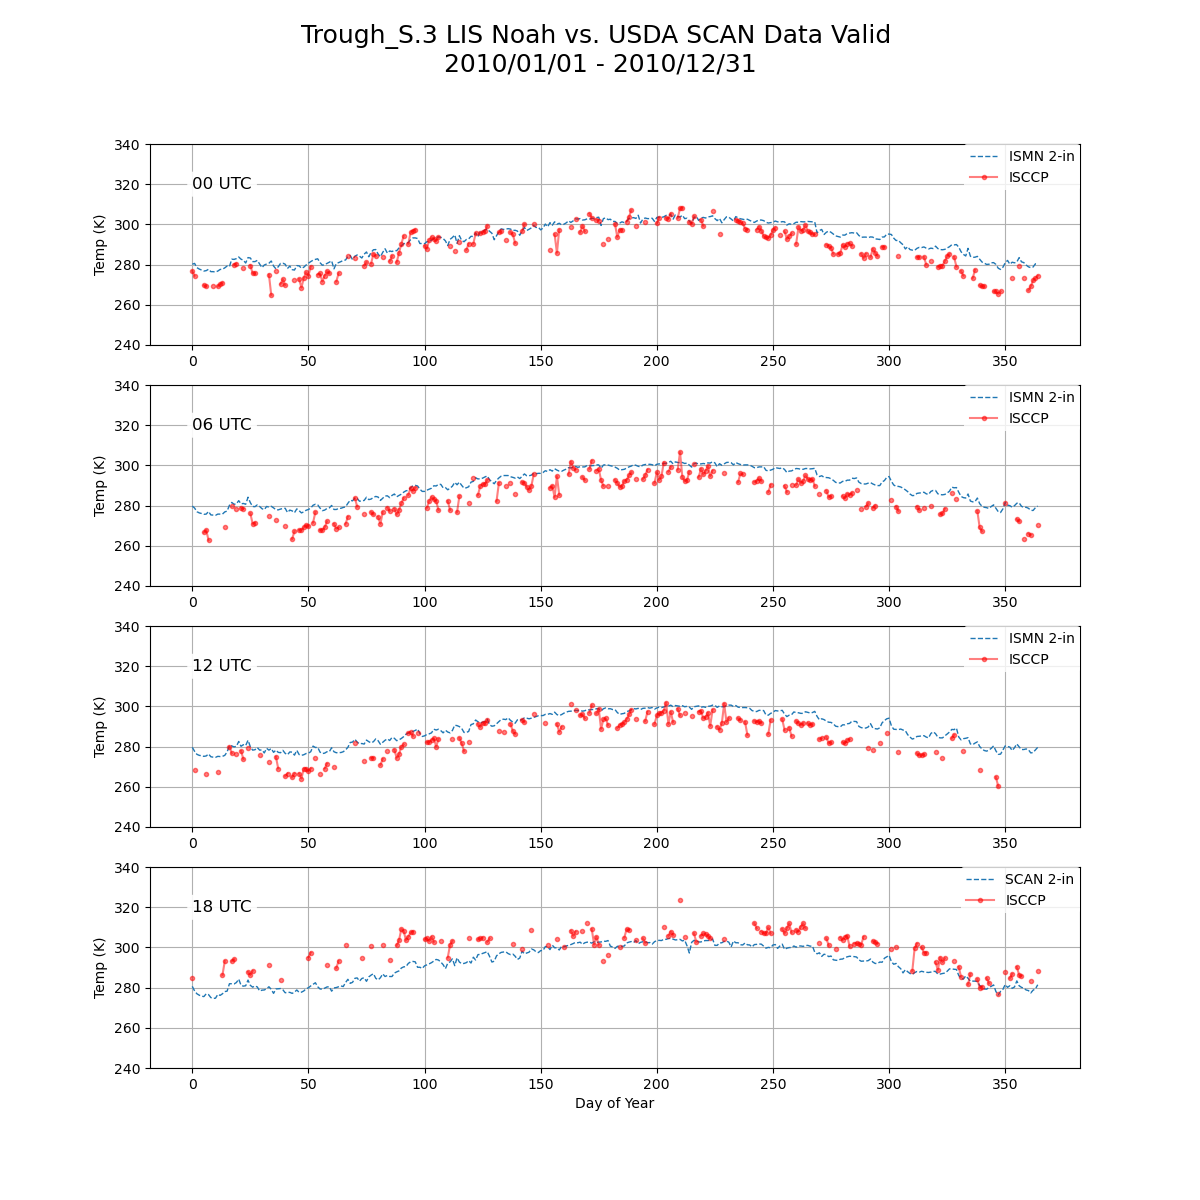 Trough_S.3 LIS Noah vs. USDA SCAN Data Valid
2010/01/01 - 2010/12/31
340
320
300
280
260
240
Temp (K)
00 UTC
ISMN 2-in
ISCCP
0 50 100 150 200 250 300 350
340
320
300
280
260
240
Temp (K)
06 UTC
ISMN 2-in
ISCCP
0 50 100 150 200 250 300 350
340
320
300
280
260
240
Temp (K)
12 UTC
ISMN 2-in
ISCCP
0 50 100 150 200 250 300 350
340
320
300
280
260
240
Temp (K)
18 UTC
SCAN 2-in
ISCCP
0 50 100 150 200 250 300 350
Day of Year